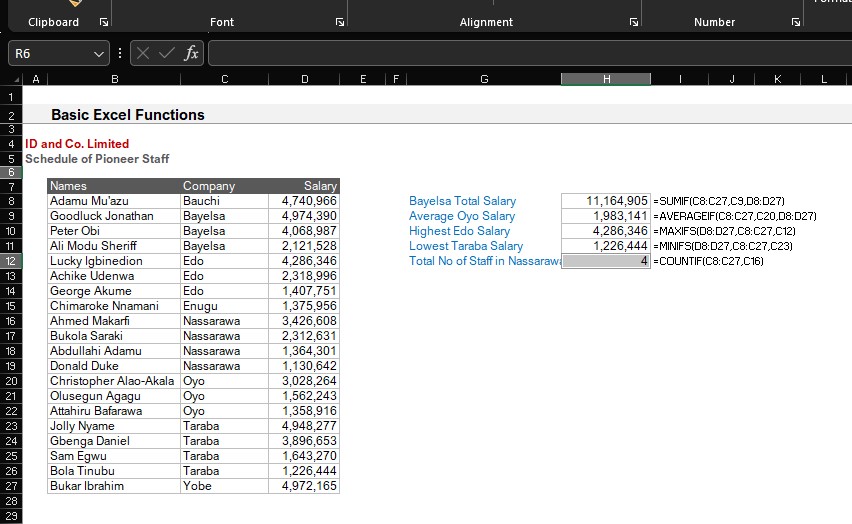 Clipboard Font Alignment Number
R6 fx
A B C D E F G H I J K L
1
2 Basic Excel Functions
3
4 ID and Co. Limited
5 Schedule of Pioneer Staff
6
7 Names Company Salary
8 Adamu Mu'azu Bauchi 4,740,966 Bayelsa Total Salary 11,164,905 =SUMIF(C8:C27,C9,D8:D27)
9 Goodluck Jonathan Bayelsa 4,974,390 Average Oyo Salary 1,983,141 =AVERAGEIF(C8:C27,C20,D8:D27)
10 Peter Obi Bayelsa 4,068,987 Highest Edo Salary 4,286,346 =MAXIFS(D8:D27,C8:C27,C12)
11 Ali Modu Sheriff Bayelsa 2,121,528 Lowest Taraba Salary 1,226,444 =MINIFS(D8:D27,C8:C27,C23)
12 Lucky Igbinedion Edo 4,286,346 Total No of Staff in Nassarawa 4 =COUNTIF(C8:C27,C16)
13 Achike Udenwa Edo 2,318,996
14 George Akume Edo 1,407,751
15 Chimaroke Nnamani Enugu 1,375,956
16 Ahmed Makarfi Nassarawa 3,426,608
17 Bukola Saraki Nassarawa 2,312,631
18 Abdullahi Adamu Nassarawa 1,364,301
19 Donald Duke Nassarawa 1,130,642
20 Christopher Alao-Akala Oyo 3,028,264
21 Olusegun Agagu Oyo 1,562,243
22 Attahiru Bafarawa Oyo 1,358,916
23 Jolly Nyame Taraba 4,948,277
24 Gbenga Daniel Taraba 3,896,653
25 Sam Egwu Taraba 1,643,270
26 Bola Tinubu Taraba 1,226,444
27 Bukar Ibrahim Yobe 4,972,165
28
29